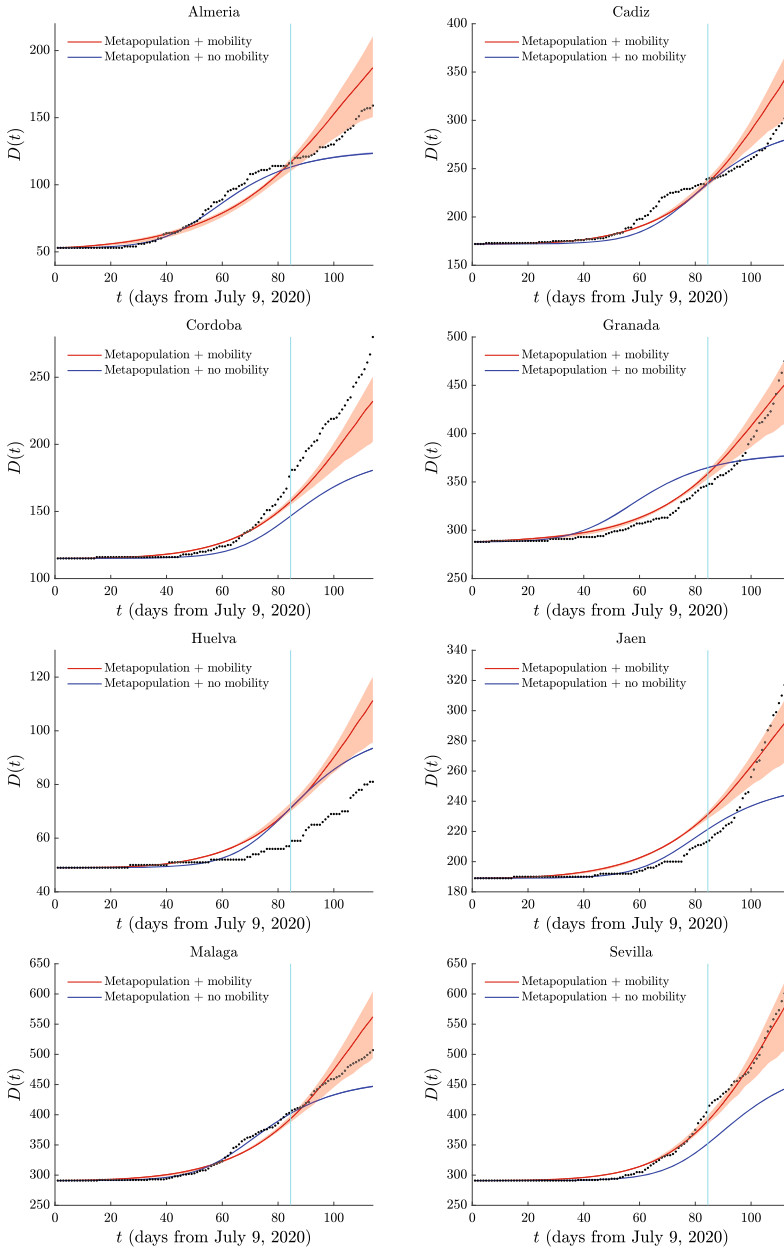 Almeria
Metapopulation + mobility
Metapopulation + no mobility
D(t)
200
150
100
50
0 20 40 60 80 100
t (days from July 9, 2020)
Cadiz
Metapopulation + mobility
Metapopulation + no mobility
D(t)
400
350
300
250
200
150
0 20 40 60 80 100
t (days from July 9, 2020)
Cordoba
Metapopulation + mobility
Metapopulation + no mobility
D(t)
250
200
150
100
0 20 40 60 80 100
t (days from July 9, 2020)
Granada
Metapopulation + mobility
Metapopulation + no mobility
D(t)
500
450
400
350
300
250
0 20 40 60 80 100
t (days from July 9, 2020)
Huelva
Metapopulation + mobility
Metapopulation + no mobility
D(t)
120
100
80
60
40
0 20 40 60 80 100
t (days from July 9, 2020)
Jaen
Metapopulation + mobility
Metapopulation + no mobility
D(t)
340
320
300
280
260
240
220
200
180
0 20 40 60 80 100
t (days from July 9, 2020)
Malaga
Metapopulation + mobility
Metapopulation + no mobility
D(t)
650
600
550
500
450
400
350
300
250
0 20 40 60 80 100
t (days from July 9, 2020)
Sevilla
Metapopulation + mobility
Metapopulation + no mobility
D(t)
650
600
550
500
450
400
350
300
250
0 20 40 60 80 100
t (days from July 9, 2020)